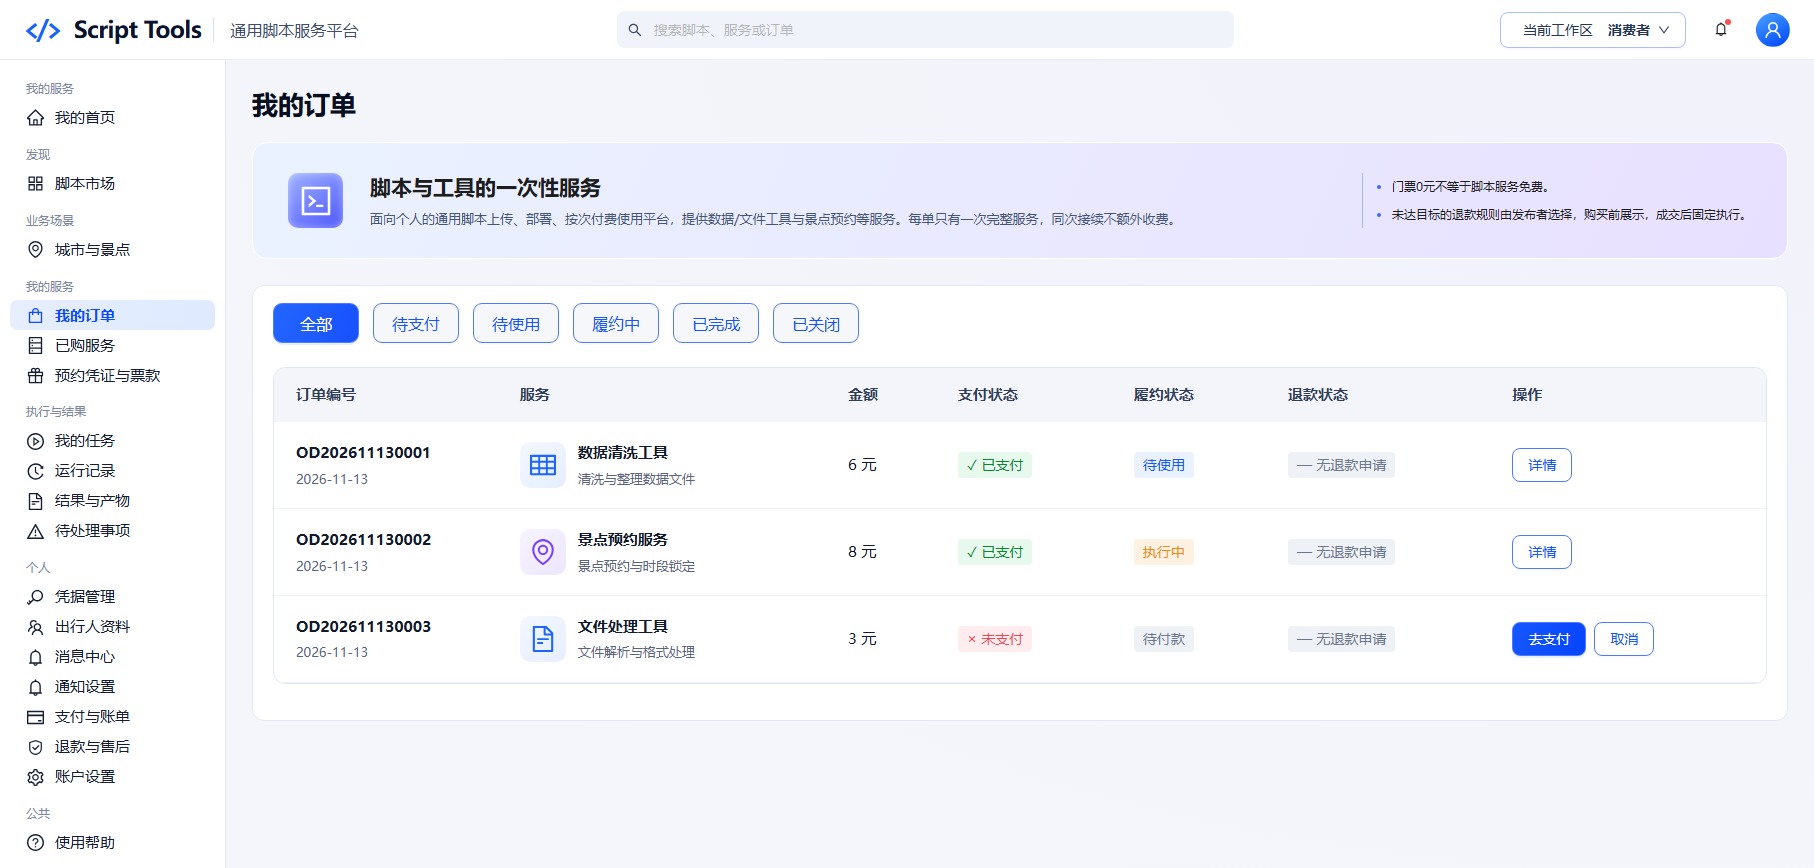 Script Tools
通用脚本服务平台
搜索脚本、服务或订单
当前工作区 消费者
我的服务
我的首页
发现
脚本市场
业务场景
城市与景点
我的服务
我的订单
已购服务
预约凭证与票款
执行与结果
我的任务
运行记录
结果与产物
待处理事项
个人
凭据管理
出行人资料
消息中心
通知设置
支付与账单
退款与售后
账户设置
公共
使用帮助
我的订单
脚本与工具的一次性服务
面向个人的通用脚本上传、部署、按次付费使用平台，提供数据/文件工具与景点预约等服务。每单只有一次完整服务，同次接续不额外收费。
• 门票0元不等于脚本服务免费。
• 未达目标的退款规则由发布者选择，购买前展示，成交后固定执行。
全部 待支付 待使用 履约中 已完成 已关闭
订单编号 服务 金额 支付状态 履约状态 退款状态 操作
OD202611130001 数据清洗工具 6 元 ✓ 已支付 待使用 — 无退款申请 详情
2026-11-13 清洗与整理数据文件
OD202611130002 景点预约服务 8 元 ✓ 已支付 执行中 — 无退款申请 详情
2026-11-13 景点预约与时段锁定
OD202611130003 文件处理工具 3 元 × 未支付 待付款 — 无退款申请 去支付 取消
2026-11-13 文件解析与格式处理